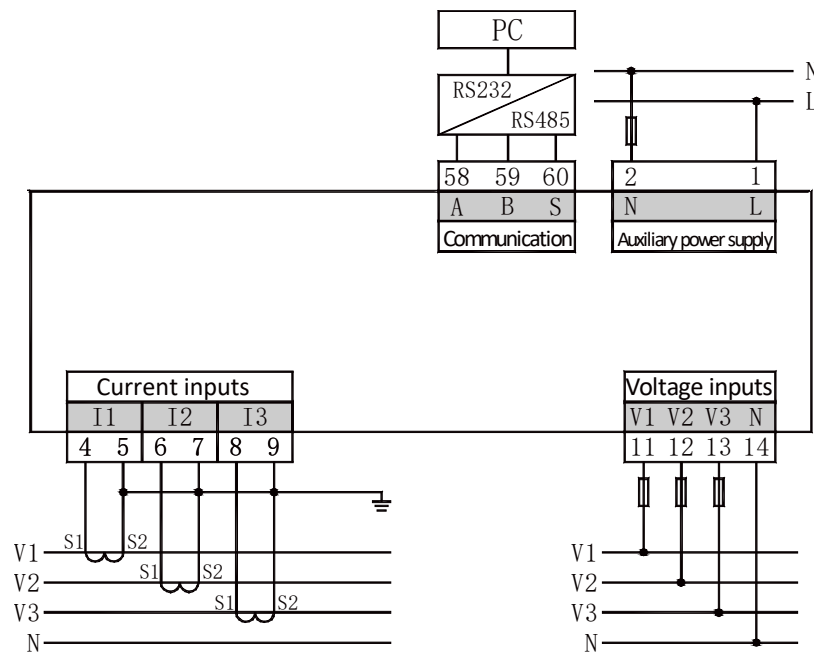 PC
RS232
RS485
N
L
58 59 60
A B S
Communication
2 1
N L
Auxiliary power supply
Current inputs
I1 I2 I3
4 5 6 7 8 9
Voltage inputs
V1 V2 V3 N
11 12 13 14
V1 S1 S2
V2 S1 S2
V3 S1 S2
N
V1
V2
V3
N